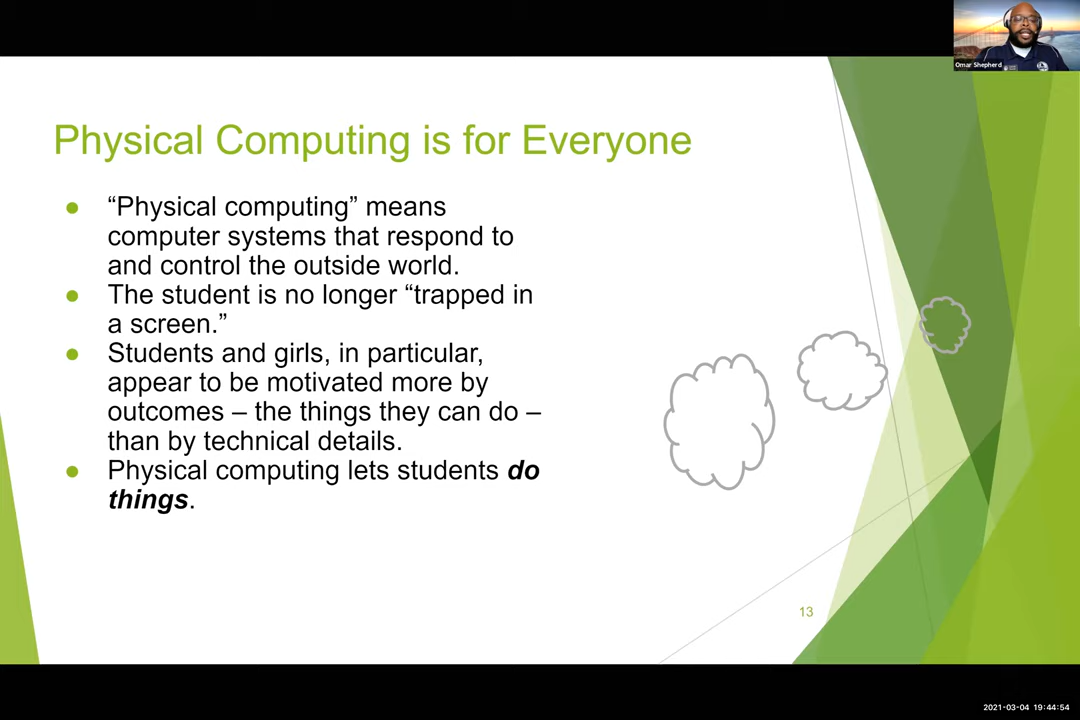 Omar Shepherd
Physical Computing is for Everyone
● “Physical computing” means
computer systems that respond to
and control the outside world.
● The student is no longer “trapped in
a screen.”
● Students and girls, in particular,
appear to be motivated more by
outcomes – the things they can do –
than by technical details.
● Physical computing lets students do
things.
13
2021-03-04 19:44:54